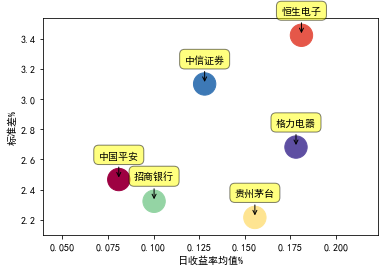 恒生电子
中信证券
格力电器
中国平安
招商银行
贵州茅台
标准差%
3.4
3.2
3.0
2.8
2.6
2.4
2.2
0.050 0.075 0.100 0.125 0.150 0.175 0.200
日收益率均值%